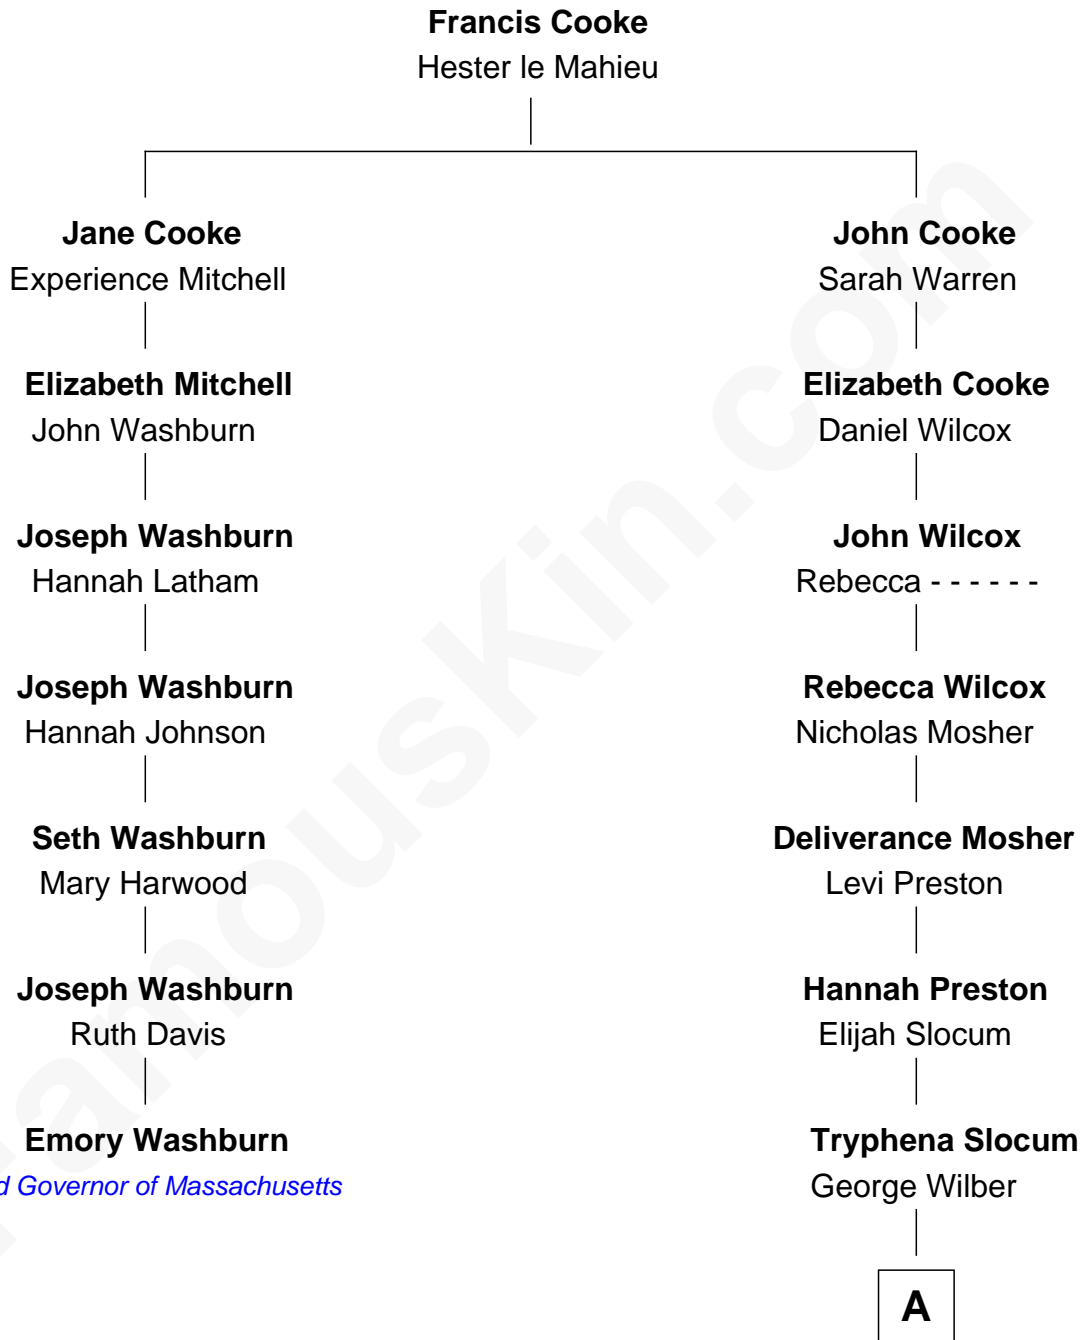 Francis Cooke
Hester le Mahieu
Jane Cooke
Experience Mitchell
John Cooke
Sarah Warren
Elizabeth Mitchell
John Washburn
Elizabeth Cooke
Daniel Wilcox
Joseph Washburn
Hannah Latham
John Wilcox
Rebecca - - - - - -
Joseph Washburn
Hannah Johnson
Rebecca Wilcox
Nicholas Mosher
Seth Washburn
Mary Harwood
Deliverance Mosher
Levi Preston
Joseph Washburn
Ruth Davis
Hannah Preston
Elijah Slocum
Emory Washburn
d Governor of Massachusetts
Tryphena Slocum
George Wilber
A
FamousKin.com